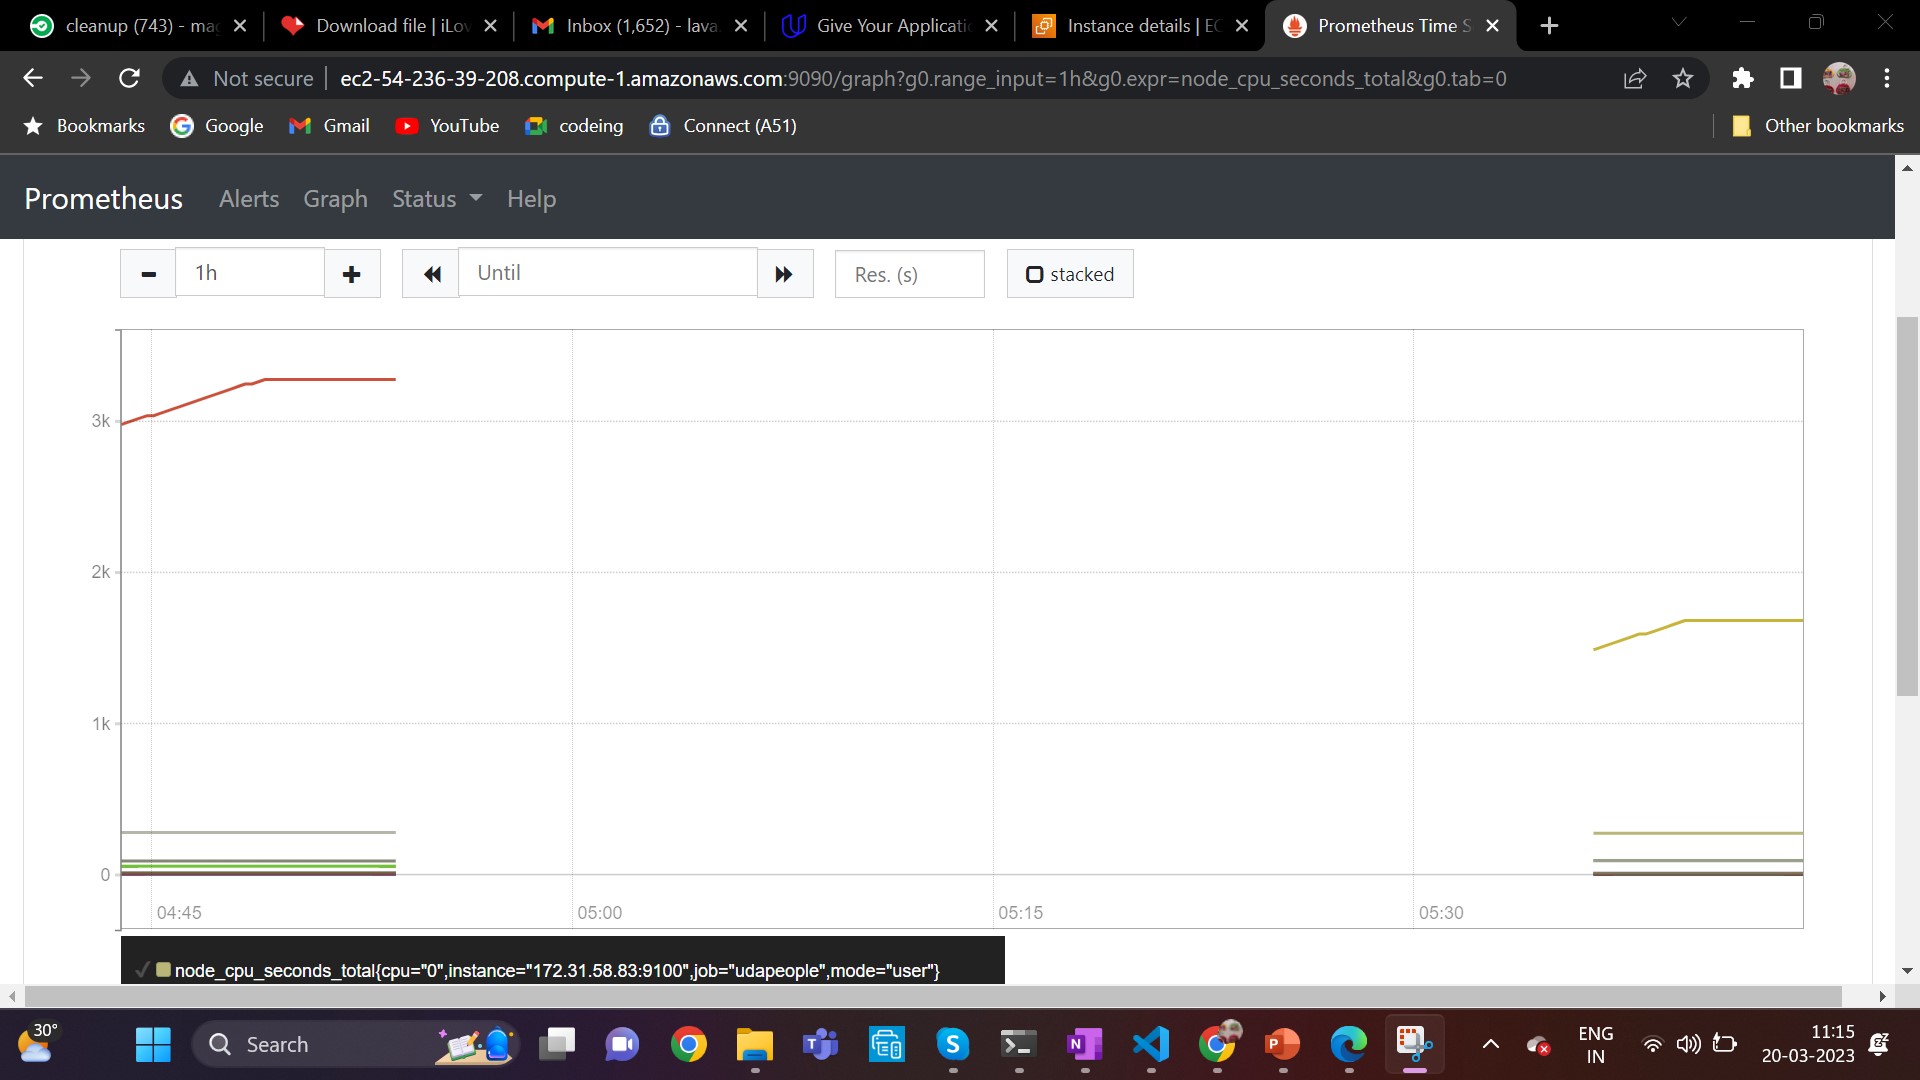 cleanup (743) - ma
Download file | iLov
Inbox (1,652) - lava
Give Your Applicati
Instance details | EC
Prometheus Time S
Not secure
ec2-54-236-39-208.compute-1.amazonaws.com:9090/graph?g0.range_input=1h&g0.expr=node_cpu_seconds_total&g0.tab=0
Bookmarks
Google
Gmail
YouTube
codeing
Connect (A51)
Other bookmarks
Prometheus
Alerts
Graph
Status
Help
1h
Until
Res. (s)
stacked
3k
2k
1k
0
04:45
05:00
05:15
05:30
node_cpu_seconds_total{cpu="0",instance="172.31.58.83:9100",job="udapeople",mode="user"}
30°
Search
ENG
IN
11:15
20-03-2023